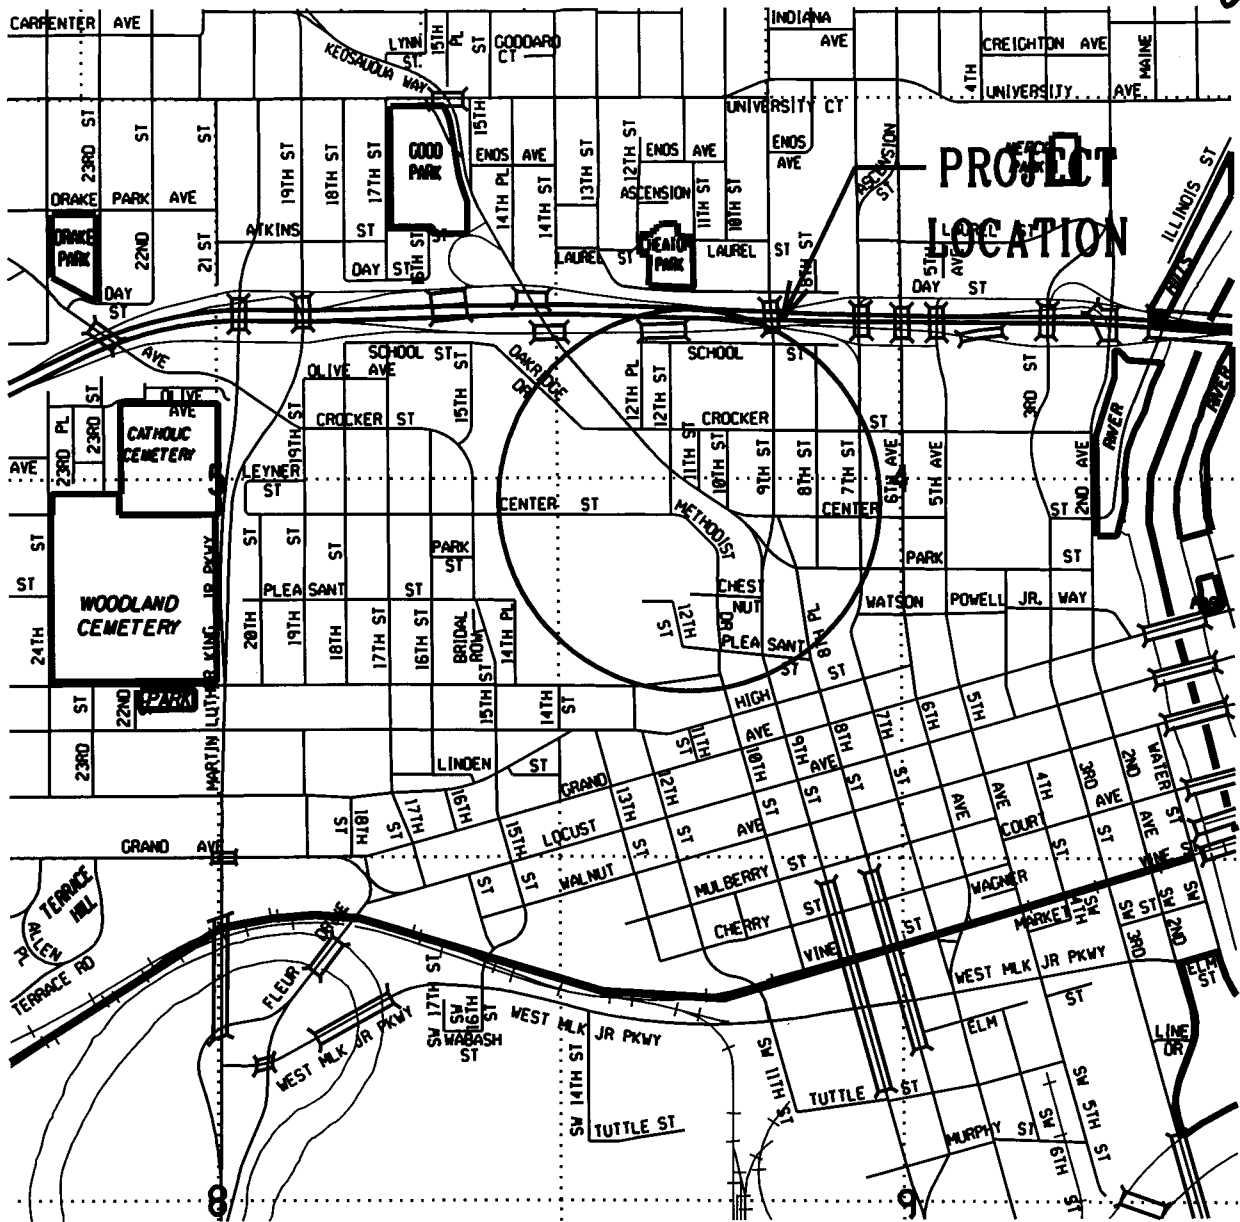 CARPENTER AVE
KEOSAUQUA WAY
LYNN ST.
15TH PL
ST
GODDARD CT
INDIANA AVE
CREIGHTON AVE
MAINE
4TH
UNIVERSITY AVE.
UNIVERSITY CT
23RD ST
ST
21 ST
19TH ST
18TH ST
17TH ST
GOOD PARK
15TH
ENOS AVE
14TH PL
14TH ST
13TH ST
12TH ST
ENOS AVE
ASCENSION
11TH ST
10TH ST
ENOS AVE
ASCENSION ST
PROJECT
LOCATION
ILLINOIS ST
DRAKE PARK AVE
DRAKE PARK
22ND
21 ST
ATKINS ST
DAY ST
16TH ST
LAUREL ST
LAUREL ST
8TH ST
LAUREL ST
5TH AVE
DAY ST
DAY ST
AVE
SCHOOL ST
OLIVE AVE
15TH ST
OAKRIDGE DR
12TH PL
12TH ST
SCHOOL ST
3RD ST
RIVER
RIVER
ST
OLIVE AVE
23RD PL
23RD
CATHOLIC CEMETERY
CROCKER ST
19TH ST
CROCKER ST
11TH ST
10TH ST
9TH ST
8TH ST
7TH ST
6TH AVE
5TH AVE
2ND AVE
AVE
LEYNER ST
CENTER ST
METHODIST
CENTER
ST
ST
ST
WOODLAND CEMETERY
24TH
MARTIN LUTHER KING JR PKWY
20TH ST
19TH ST
18TH ST
PARK ST
PLEASANT ST
17TH ST
16TH ST
BRIDAL ROW
14TH PL
15TH ST
14TH ST
12TH ST
CHESTNUT
DR
PLEASANT ST
8TH PL
PARK ST
WATSON POWELL JR. WAY
ST
22ND
PARK
23RD
HIGH ST
11TH ST
AVE
10TH ST
9TH ST
8TH ST
7TH ST
6TH AVE
5TH AVE
LINDEN ST
GRAND AVE
12TH ST
13TH ST
4TH ST
3RD ST
2ND AVE
WATER ST
18TH ST
17TH ST
16TH
15TH ST
ST
LOCUST
WALNUT
AVE
COURT AVE
MULBERRY ST
CHERRY ST
VINE ST
WAGNER
MARKET
VINE ST
GRAND AVE
TERRACE HILL
ALLEN PL
TERRACE RD
FLEUR DRIVE
WEST MLK JR PKWY
SW 17TH ST
SW 16TH ST
WABASH ST
WEST MLK JR PKWY
WEST MLK JR PKWY
SW 4TH
SW 3RD
ST
SW 2ND
SW
ELM ST
ELM ST
LINE DR
SW 14TH ST
SW 11TH ST
TUTTLE ST
TUTTLE ST
SW 5TH ST
MURPHY ST
SW 6TH ST
8
9